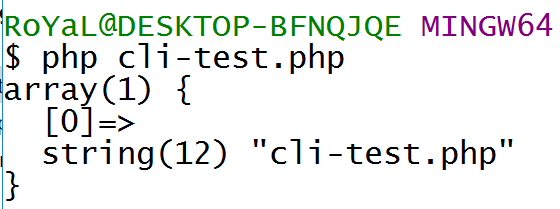 RoYaL@DESKTOP-BFNQJQE MINGW64
$ php cli-test.php
array(1) {
  [0]=>
  string(12) "cli-test.php"
}